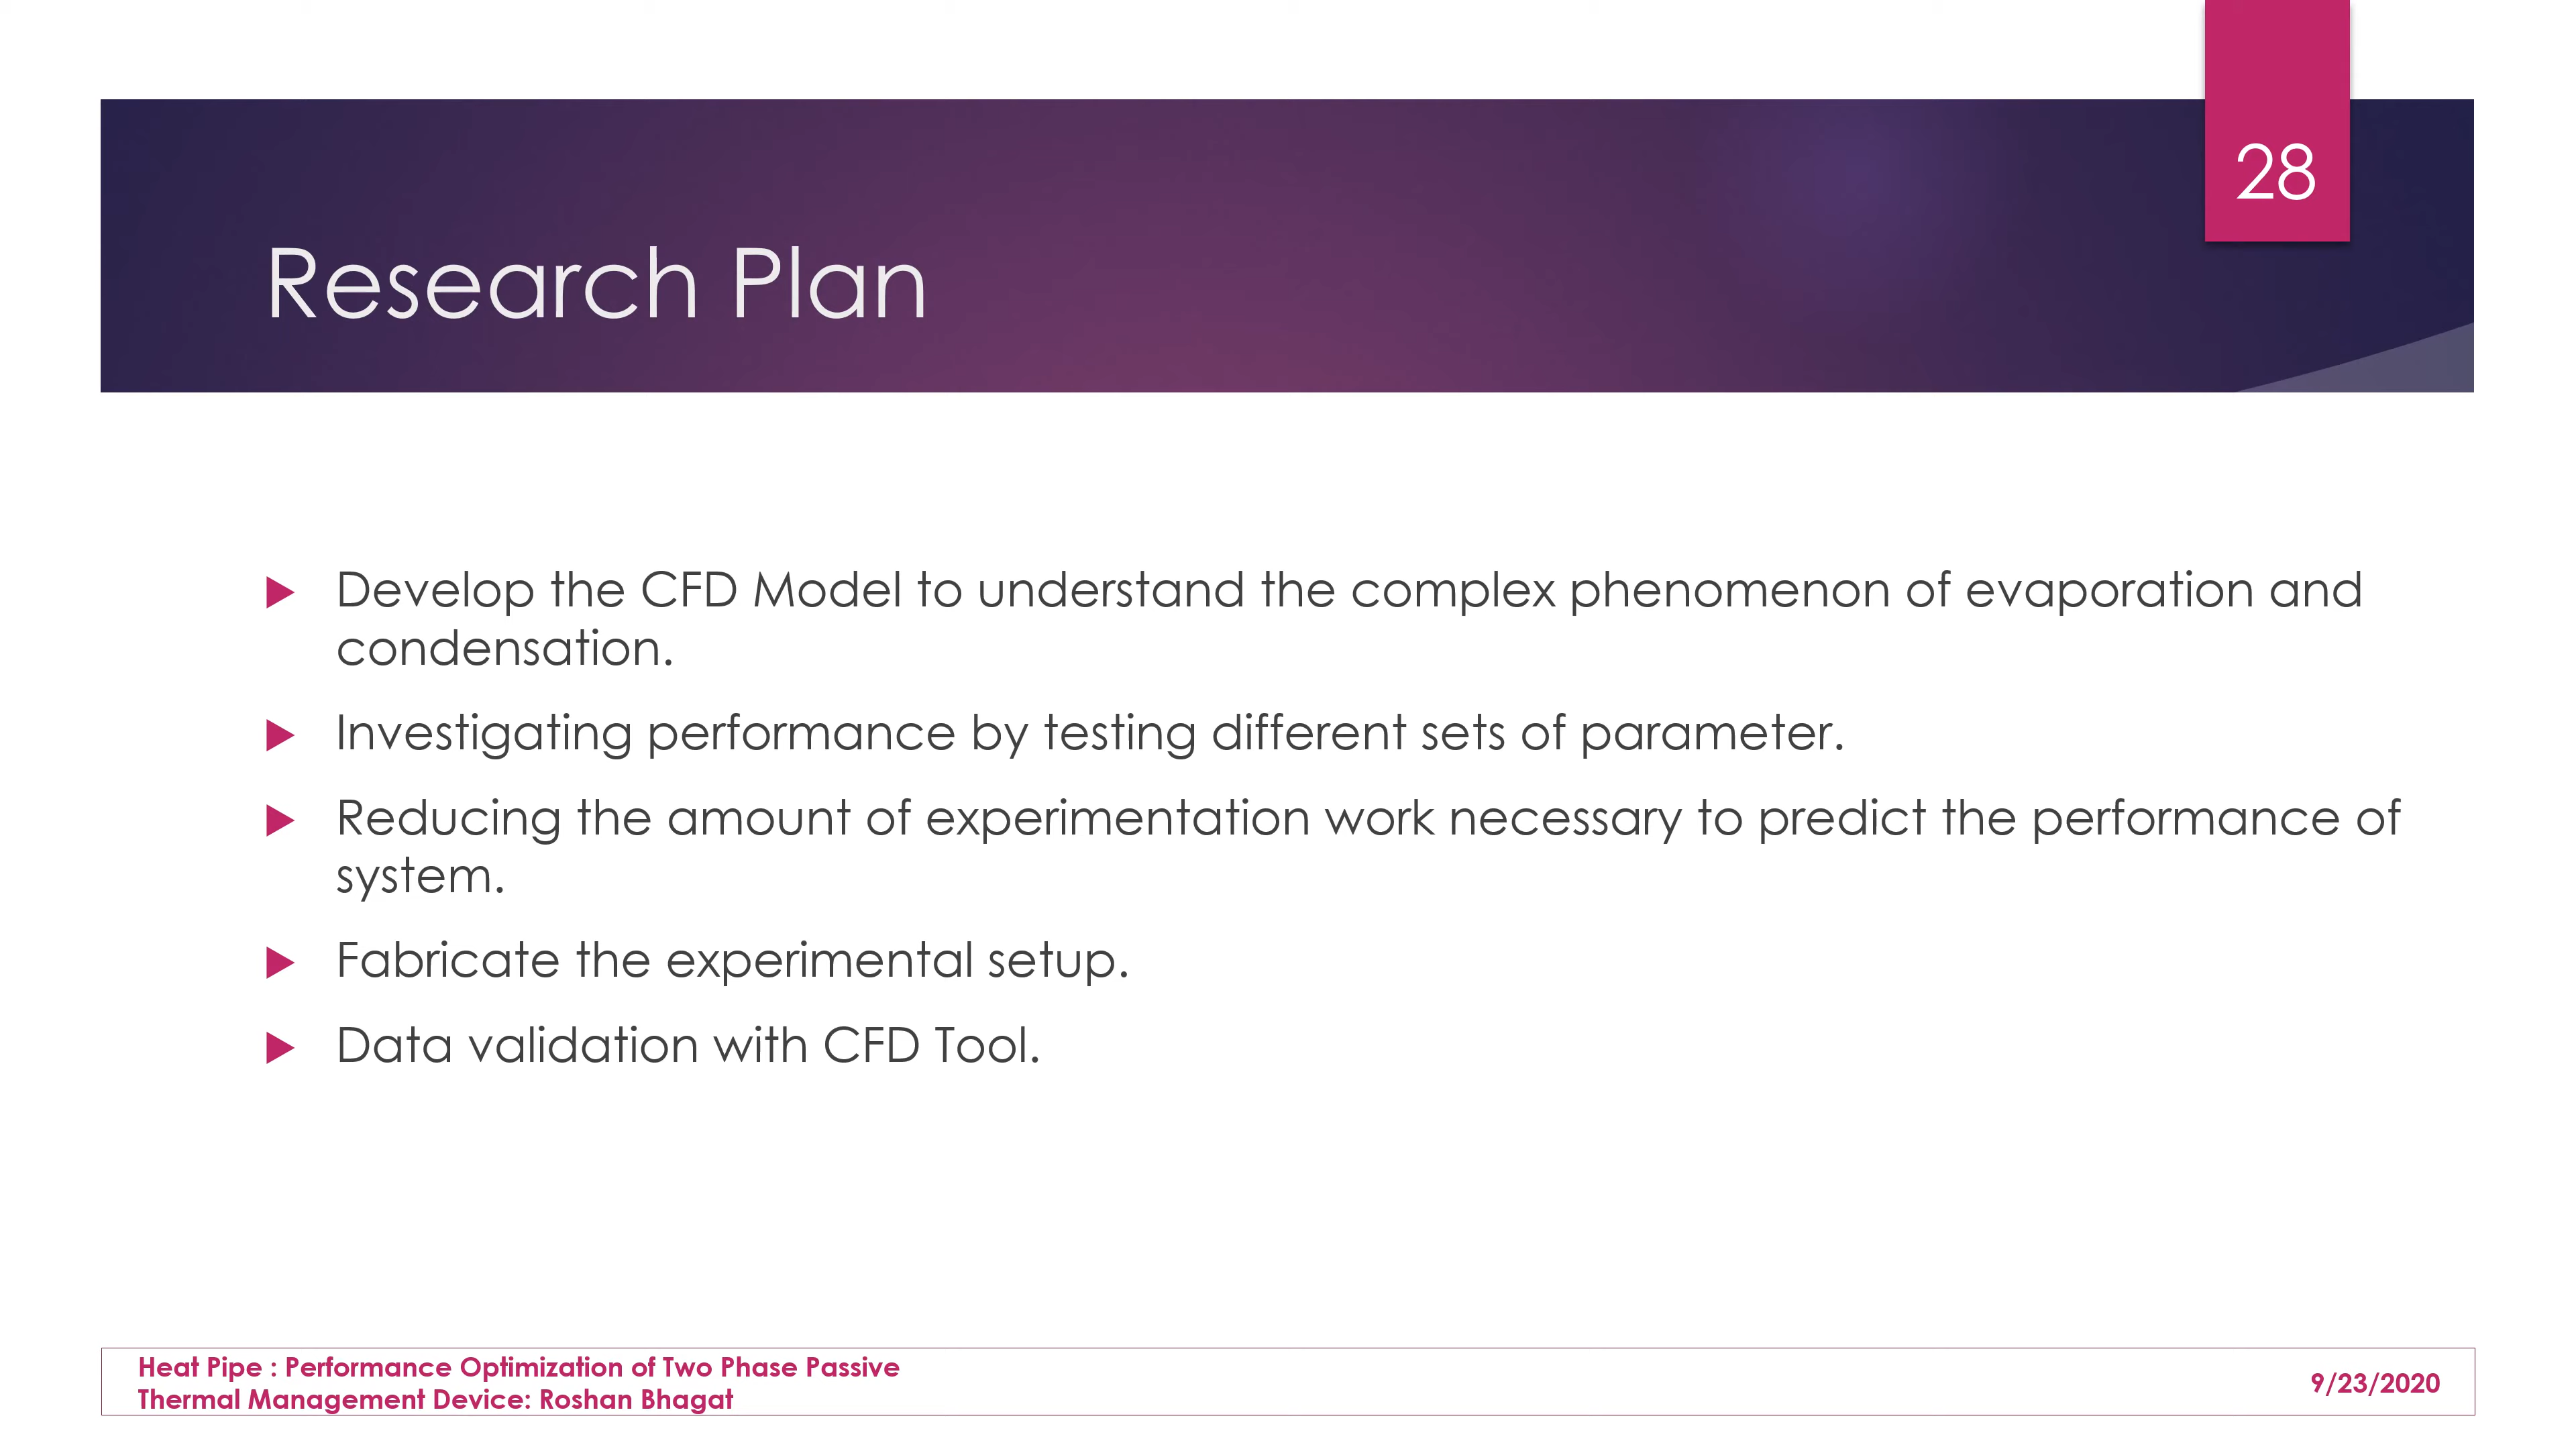 28
Research Plan
Develop the CFD Model to understand the complex phenomenon of evaporation and
condensation.
Investigating performance by testing different sets of parameter.
Reducing the amount of experimentation work necessary to predict the performance of
system.
Fabricate the experimental setup.
Data validation with CFD Tool.
Heat Pipe : Performance Optimization of Two Phase Passive
Thermal Management Device: Roshan Bhagat
9/23/2020